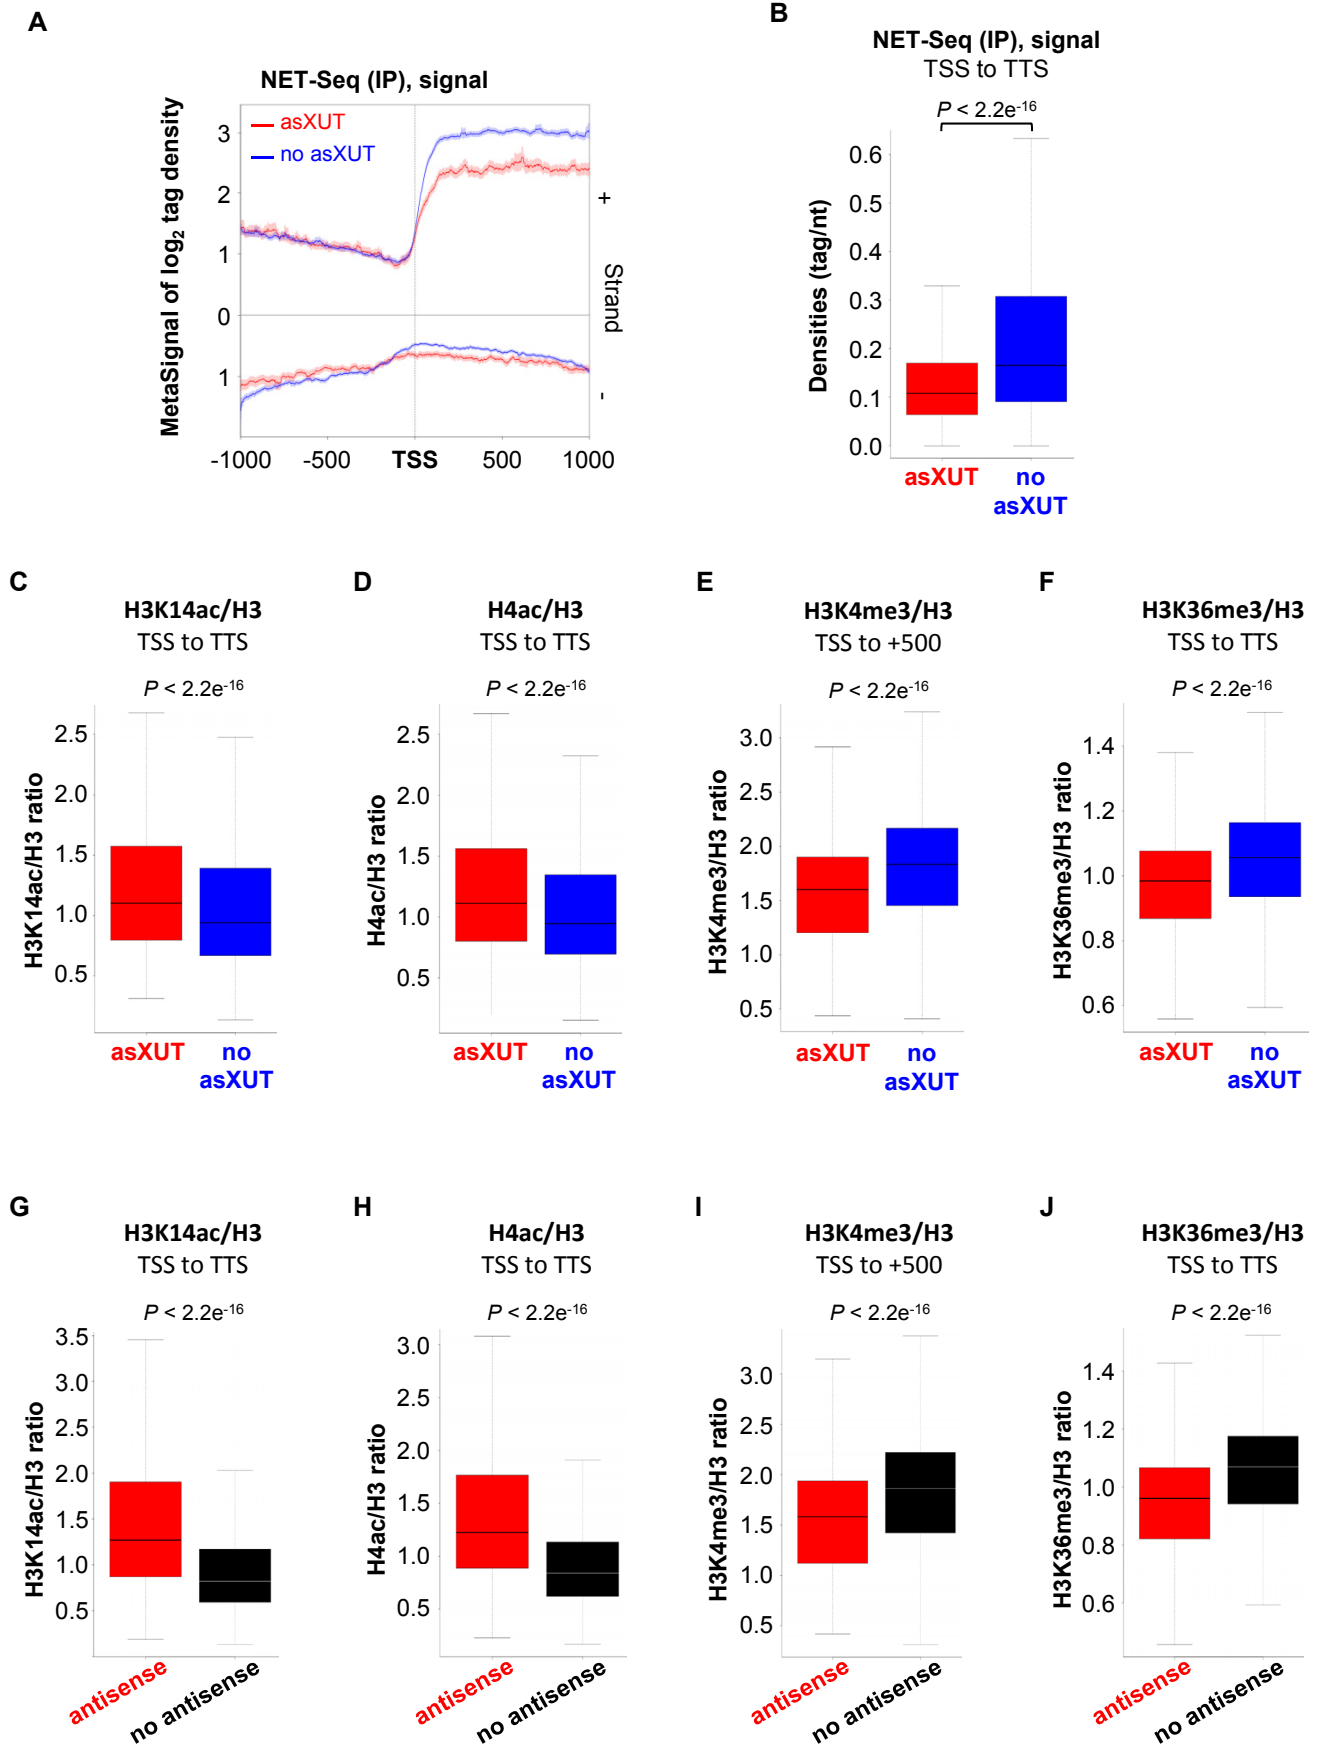 A
NET-Seq (IP), signal
MetaSignal of log2 tag density
asXUT
no asXUT
3
2
1
0
1
+
Strand
-
-1000
-500
TSS
500
1000
B
NET-Seq (IP), signal
TSS to TTS
P < 2.2e-16
Densities (tag/nt)
0.6
0.5
0.4
0.3
0.2
0.1
0.0
asXUT
no
asXUT
C
H3K14ac/H3
TSS to TTS
P < 2.2e-16
H3K14ac/H3 ratio
2.5
2.0
1.5
1.0
0.5
asXUT
no
asXUT
D
H4ac/H3
TSS to TTS
P < 2.2e-16
H4ac/H3 ratio
2.5
2.0
1.5
1.0
0.5
asXUT
no
asXUT
E
H3K4me3/H3
TSS to +500
P < 2.2e-16
H3K4me3/H3 ratio
3.0
2.5
2.0
1.5
1.0
0.5
asXUT
no
asXUT
F
H3K36me3/H3
TSS to TTS
P < 2.2e-16
H3K36me3/H3 ratio
1.4
1.2
1.0
0.8
0.6
asXUT
no
asXUT
G
H3K14ac/H3
TSS to TTS
P < 2.2e-16
H3K14ac/H3 ratio
3.5
3.0
2.5
2.0
1.5
1.0
0.5
antisense
no antisense
H
H4ac/H3
TSS to TTS
P < 2.2e-16
H4ac/H3 ratio
3.0
2.5
2.0
1.5
1.0
0.5
antisense
no antisense
I
H3K4me3/H3
TSS to +500
P < 2.2e-16
H3K4me3/H3 ratio
3.0
2.5
2.0
1.5
1.0
0.5
antisense
no antisense
J
H3K36me3/H3
TSS to TTS
P < 2.2e-16
H3K36me3/H3 ratio
1.4
1.2
1.0
0.8
0.6
antisense
no antisense